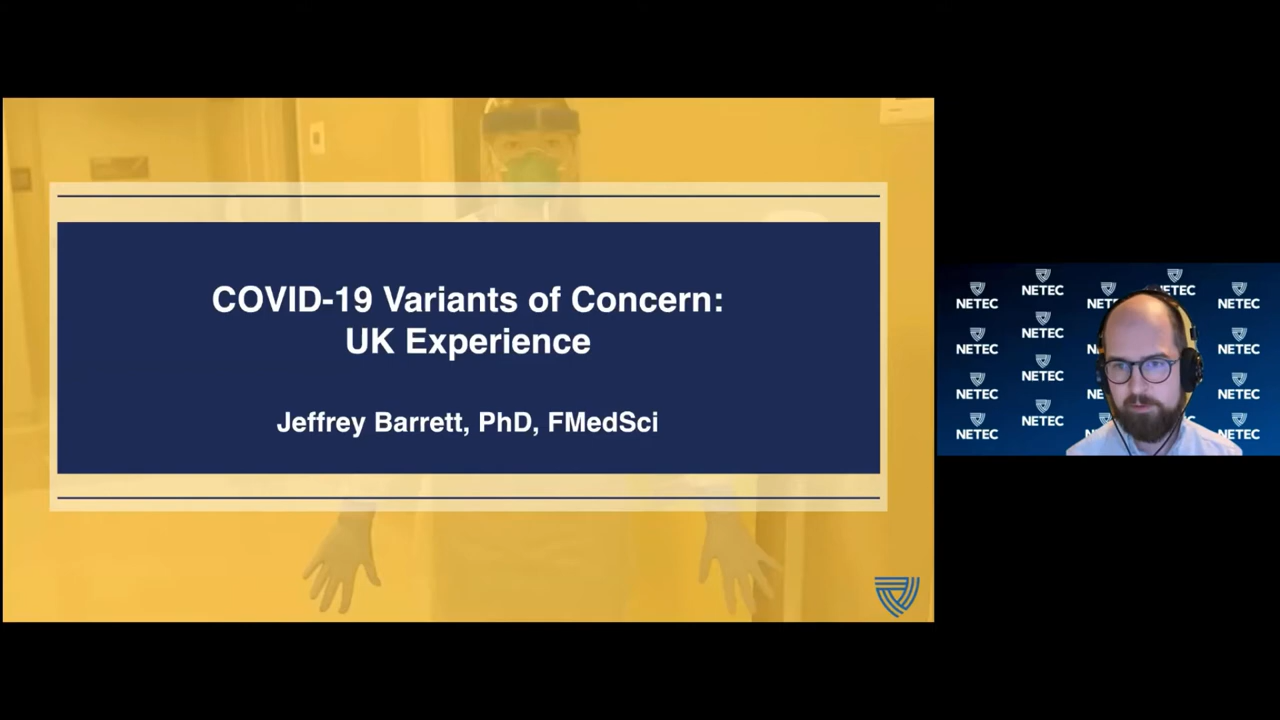 COVID-19 Variants of Concern:
UK Experience
Jeffrey Barrett, PhD, FMedSci
NETEC NETEC NETEC NETEC NETEC
NETEC NETEC NETEC
NETEC NETEC NETEC
NETEC NETEC NETEC